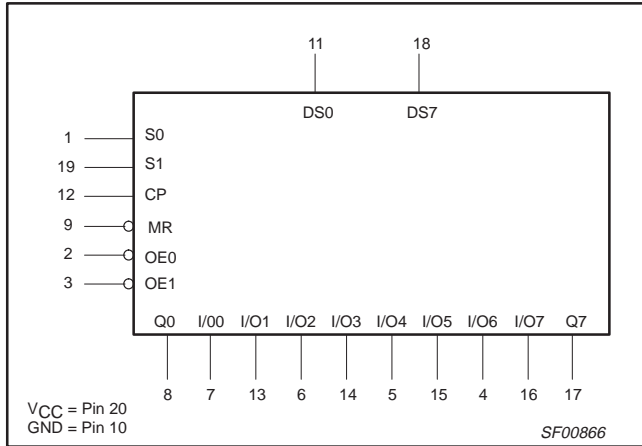 11 18
DS0 DS7
1 S0
19 S1
12 CP
9 MR
2 OE0
3 OE1
Q0 I/00 I/O1 I/O2 I/O3 I/O4 I/O5 I/O6 I/O7 Q7
8 7 13 6 14 5 15 4 16 17
VCC = Pin 20
GND = Pin 10
SF00866